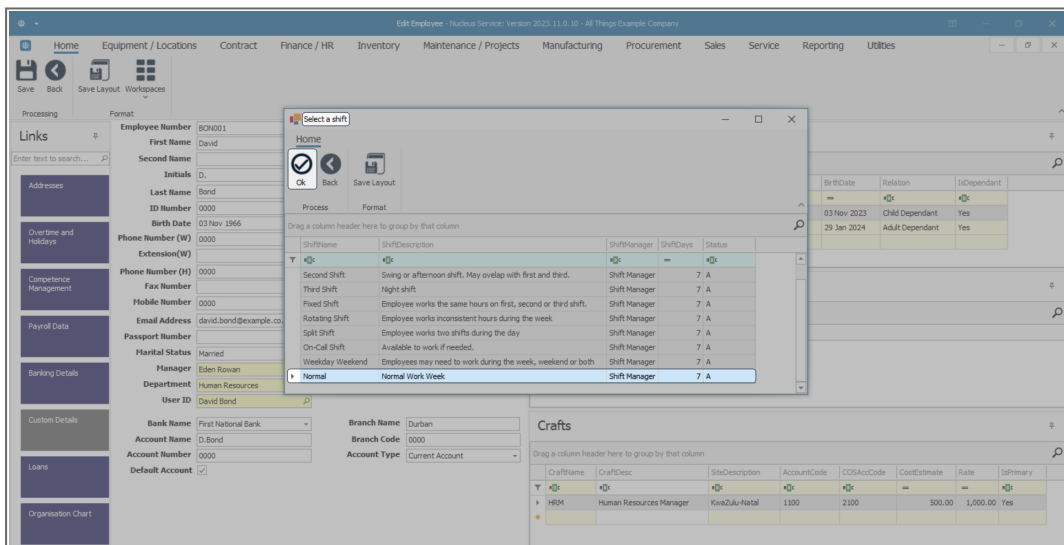 Edit Employee - Nucleus Service: Version 2023.11.0.10 - All Things Example Company
Home Equipment / Locations Contract Finance / HR Inventory Maintenance / Projects Manufacturing Procurement Sales Service Reporting Utilities
Save Back Save Layout Workspaces
Processing Format
Links
Enter text to search...
Addresses
Overtime and Holidays
Competence Management
Payroll Data
Banking Details
Custom Details
Loans
Organisation Chart
Employee Number BON001
First Name David
Second Name
Initials D.
Last Name Bond
ID Number 0000
Birth Date 03 Nov 1966
Phone Number (W) 0000
Extension(W)
Phone Number (H) 0000
Fax Number
Mobile Number 0000
Email Address david.bond@example.co.
Passport Number
Marital Status Married
Manager Eden Rowan
Department Human Resources
User ID David Bond
Bank Name First National Bank
Account Name D.Bond
Account Number 0000
Default Account
Branch Name Durban
Branch Code 0000
Account Type Current Account
Select a shift
Home
Ok Back Save Layout
Process Format
Drag a column header here to group by that column
ShiftName ShiftDescription ShiftManager ShiftDays Status
Second Shift Swing or afternoon shift. May ovelap with first and third. Shift Manager 7 A
Third Shift Night shift Shift Manager 7 A
Fixed Shift Employee works the same hours on first, second or third shift. Shift Manager 7 A
Rotating Shift Employee works inconsistent hours during the week Shift Manager 7 A
Split Shift Employee works two shifts during the day Shift Manager 7 A
On-Call Shift Available to work if needed. Shift Manager 7 A
Weekday Weekend Employees may need to work during the week, weekend or both Shift Manager 7 A
Normal Normal Work Week Shift Manager 7 A
BirthDate Relation IsDependant
=
03 Nov 2023 Child Dependant Yes
29 Jan 2024 Adult Dependant Yes
Crafts
Drag a column header here to group by that column
CraftName CraftDesc SiteDescription AccountCode COSAccCode CostEstimate Rate IsPrimary
= =
HRM Human Resources Manager KwaZulu-Natal 1100 2100 500.00 1,000.00 Yes